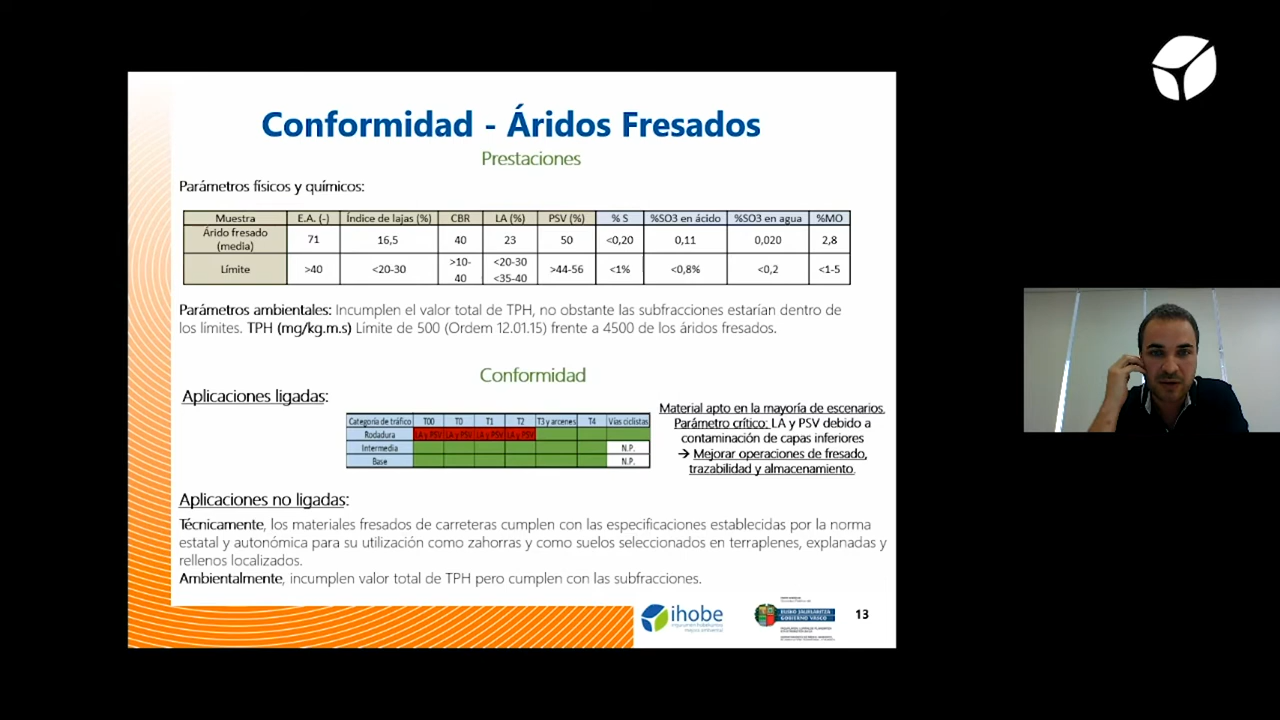 Conformidad - Áridos Fresados
Prestaciones
Parámetros físicos y químicos:
Muestra E.A. (-) Índice de lajas (%) CBR LA (%) PSV (%) % S %SO3 en ácido %SO3 en agua %MO
Árido fresado (media) 71 16,5 40 23 50 <0,20 0,11 0,020 2,8
Límite >40 <20-30 >10-40 <20-30 <35-40 >44-56 <1% <0,8% <0,2 <1-5
Parámetros ambientales: Incumplen el valor total de TPH, no obstante las subfracciones estarían dentro de
los límites. TPH (mg/kg.m.s) Límite de 500 (Ordem 12.01.15) frente a 4500 de los áridos fresados.
Conformidad
Aplicaciones ligadas:
Categoría de tráfico T00 T0 T1 T2 T3 y arcenes T4 Vías ciclistas
Rodadura LA y PSV LA y PSV LA y PSV LA y PSV
Intermedia N.P.
Base N.P.
Material apto en la mayoría de escenarios.
Parámetro crítico: LA y PSV debido a
contaminación de capas inferiores
→ Mejorar operaciones de fresado,
trazabilidad y almacenamiento.
Aplicaciones no ligadas:
Técnicamente, los materiales fresados de carreteras cumplen con las especificaciones establecidas por la norma
estatal y autonómica para su utilización como zahorras y como suelos seleccionados en terraplenes, explanadas y
rellenos localizados.
Ambientalmente, incumplen valor total de TPH pero cumplen con las subfracciones.
ihobe
EUSKO JAURLARITZA
GOBIERNO VASCO
13